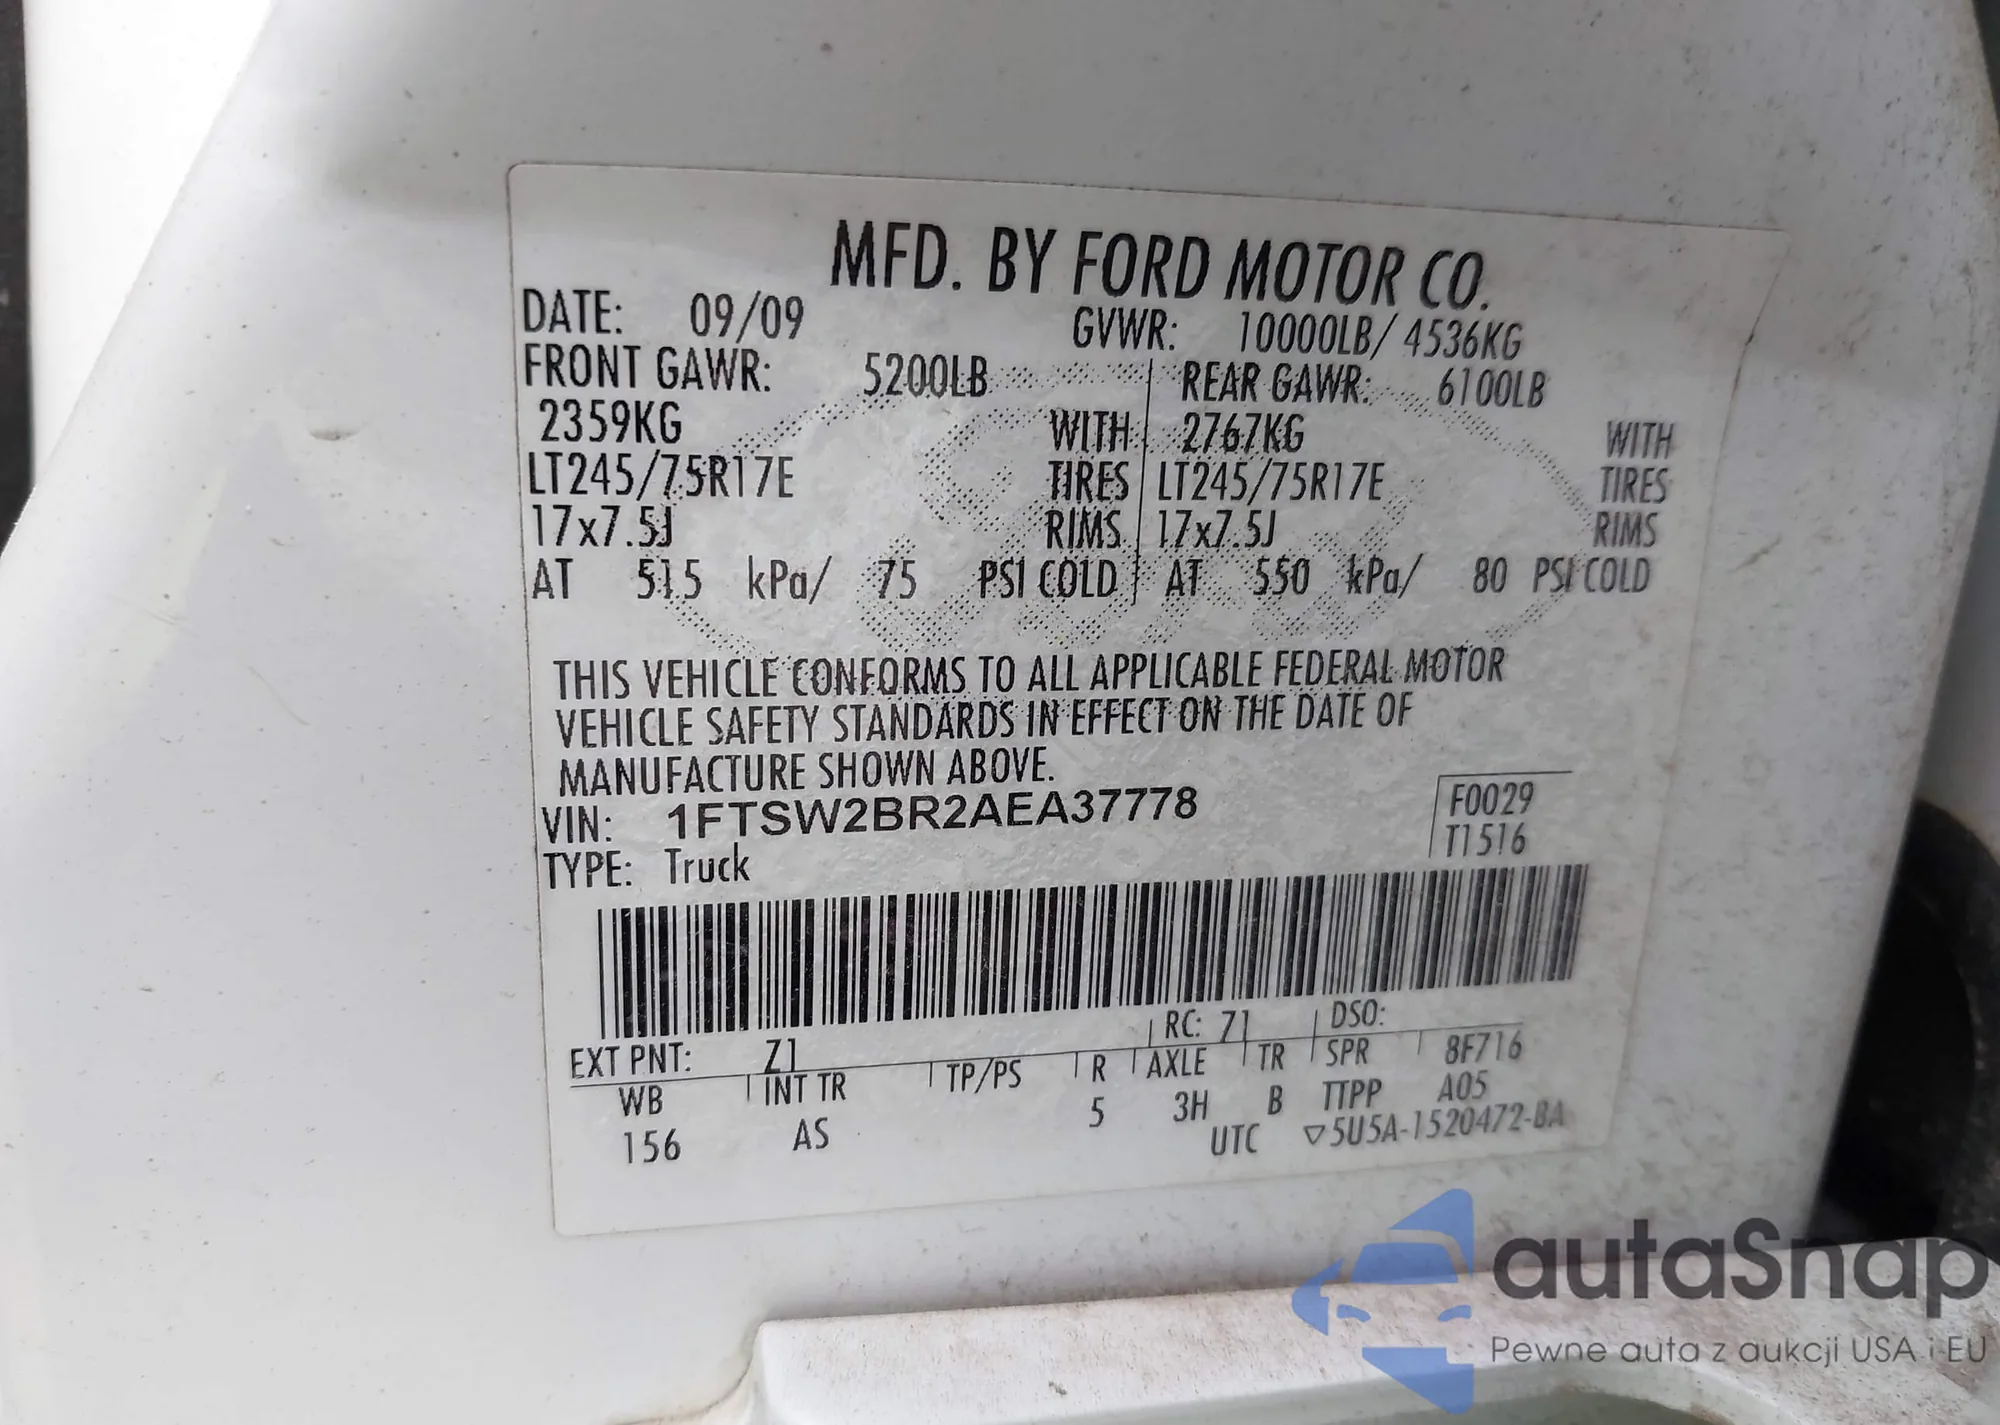 MFD. BY FORD MOTOR CO.
DATE: 09/09 GVWR: 10000LB/ 4536KG
FRONT GAWR: 5200LB REAR GAWR: 6100LB
2359KG WITH 2767KG WITH
LT245/75R17E TIRES LT245/75R17E TIRES
17x7.5J RIMS 17x7.5J RIMS
AT 515 kPa/ 75 PSI COLD AT 550 kPa/ 80 PSI COLD
THIS VEHICLE CONFORMS TO ALL APPLICABLE FEDERAL MOTOR
VEHICLE SAFETY STANDARDS IN EFFECT ON THE DATE OF
MANUFACTURE SHOWN ABOVE.
VIN: 1FTSW2BR2AEA37778 F0029
TYPE: Truck T1516
EXT PNT: Z1 RC: 71 DSO:
WB INT TR TP/PS R AXLE TR SPR 8F716
156 AS 5 3H B TTPP A05
UTC ▽5U5A-1520472-BA
autaSnap
Pewne auta z aukcji USA i EU